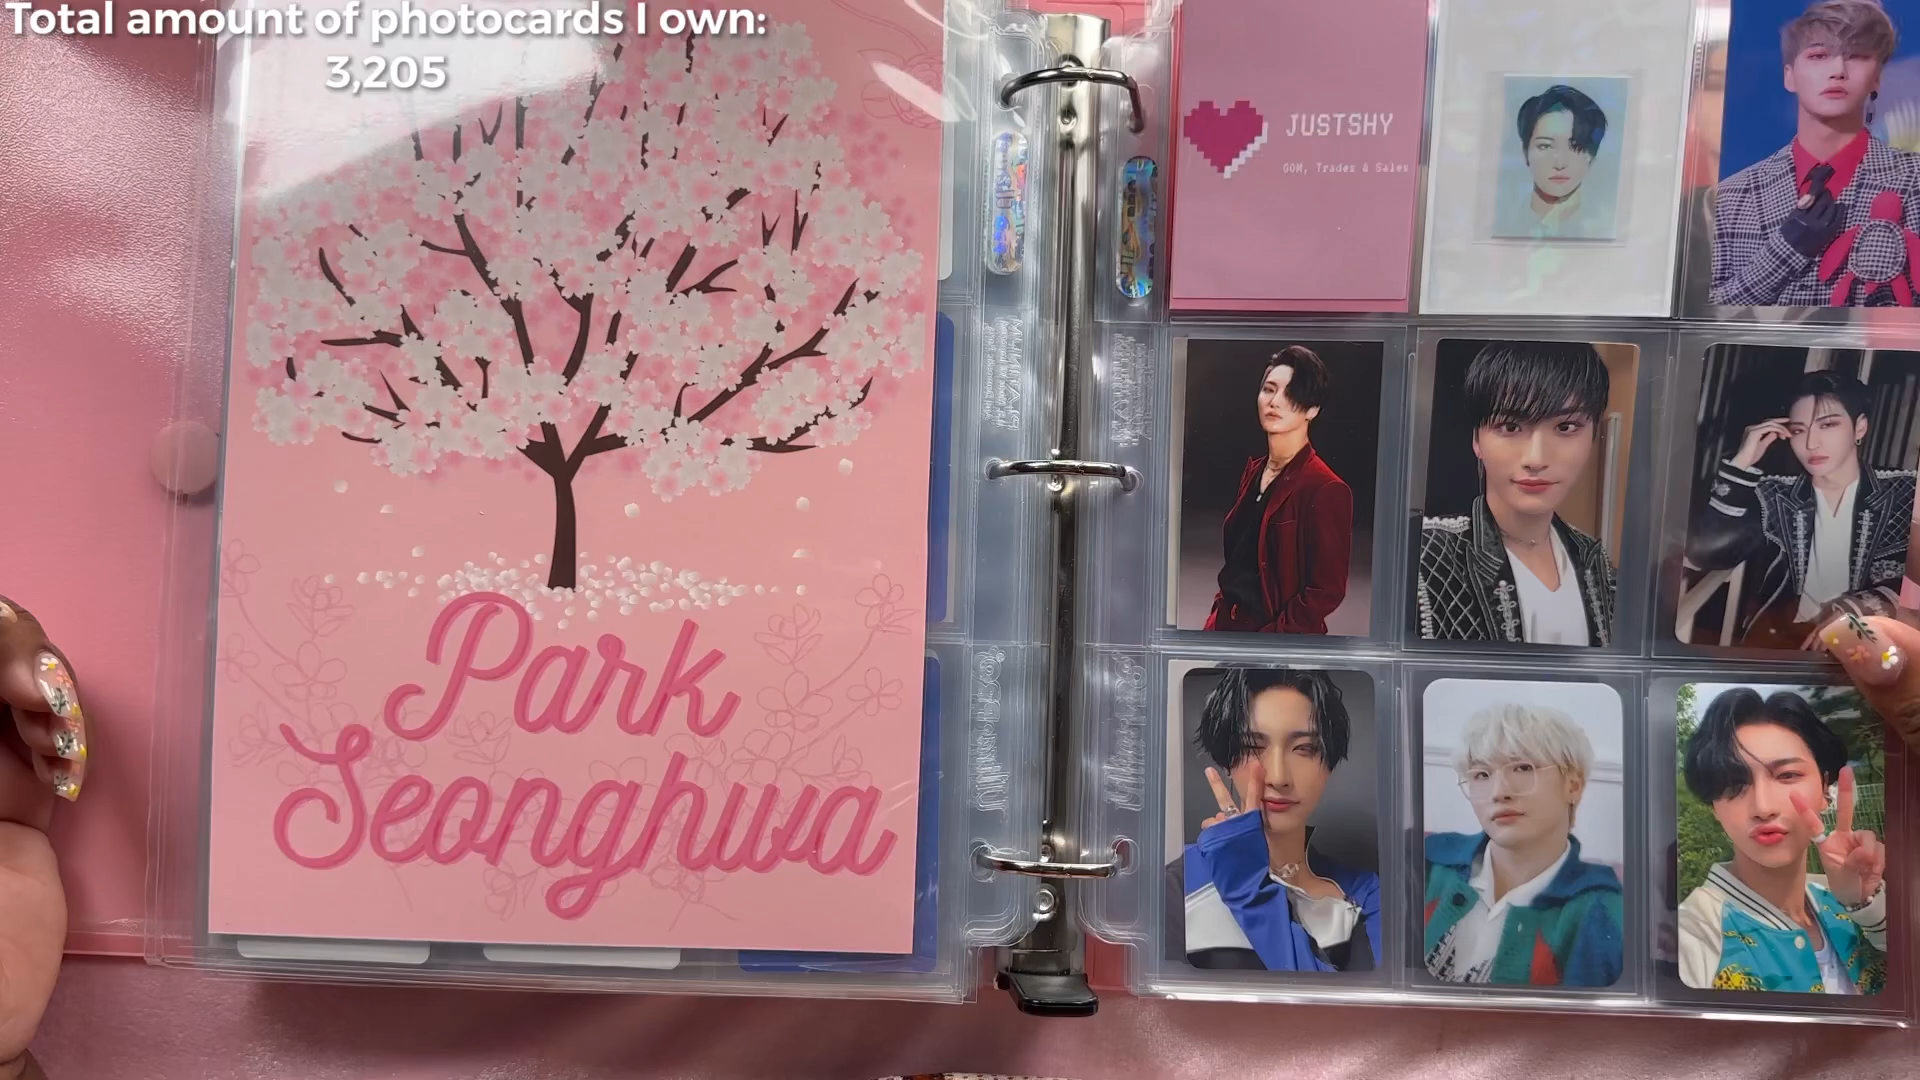 Total amount of photocards I own:
3,205
Park
Seonghwa
JUSTSHY
GOM, Trades & Sales